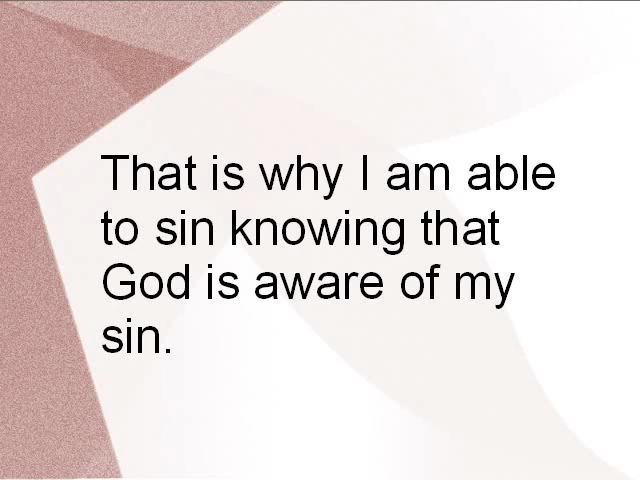 That is why I am able
to sin knowing that
God is aware of my
sin.